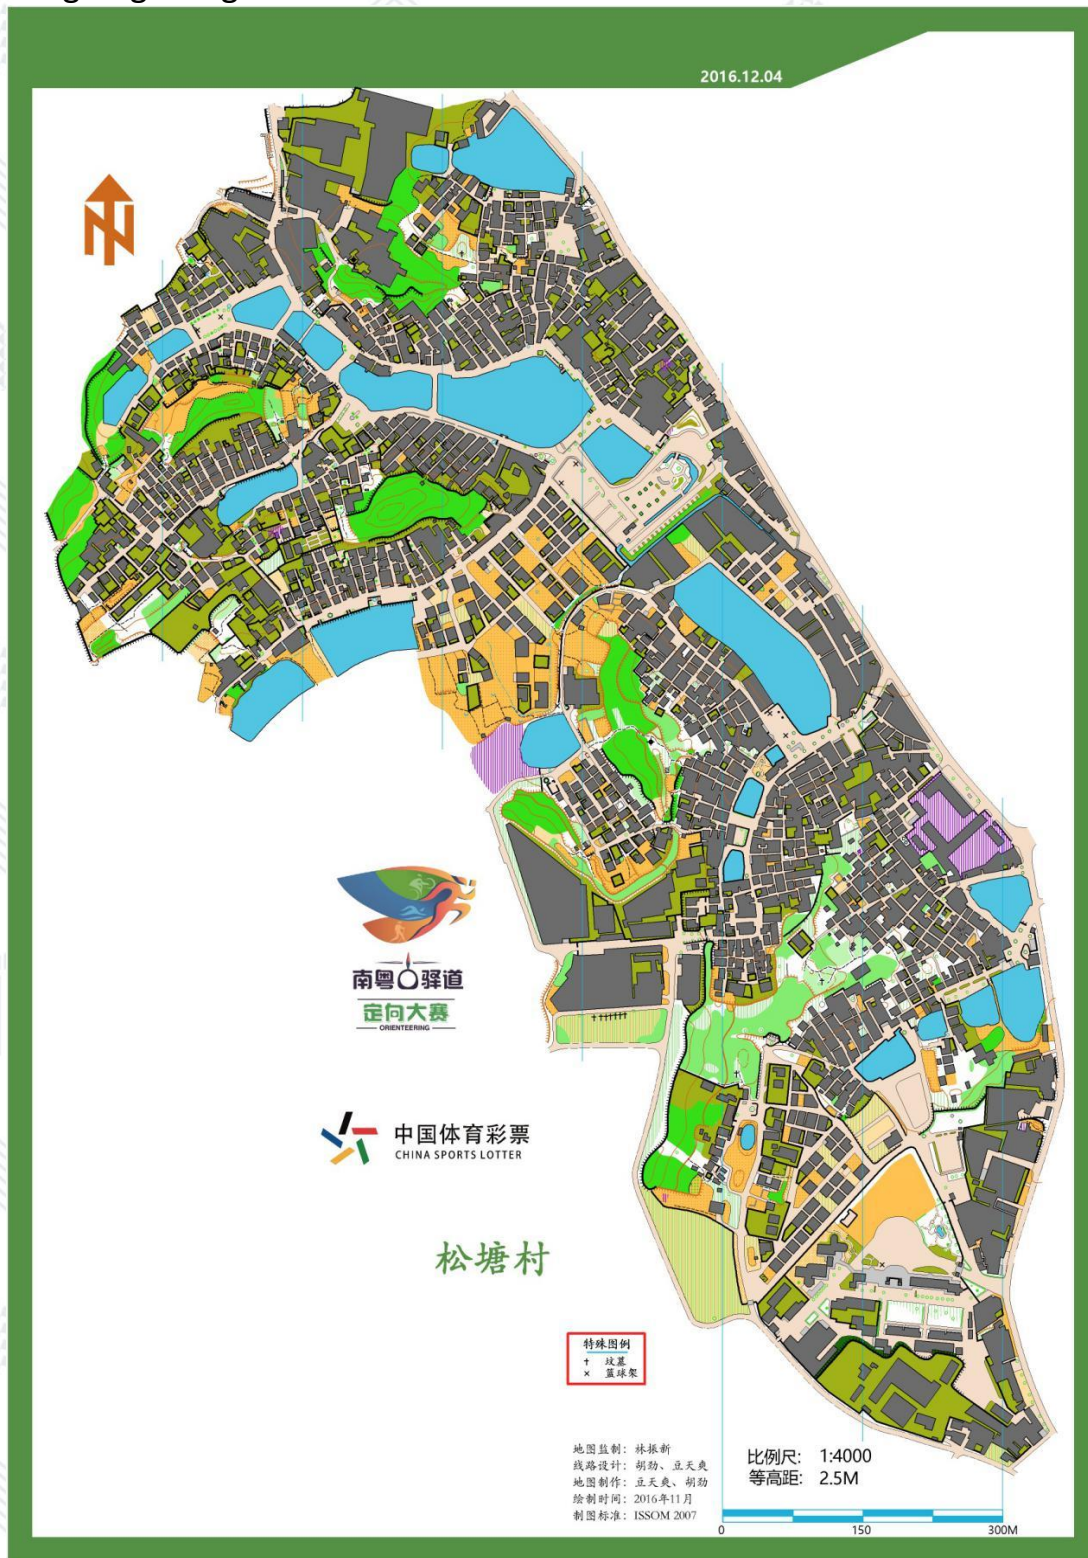 2016.12.04
N
南粤古驿道
定向大赛
ORIENTEERING
中国体育彩票
CHINA SPORTS LOTTER
松塘村
特殊图例
† 坟墓
× 篮球架
地图监制：林振新
线路设计：胡劲、豆天爽
地图制作：豆天爽、胡劲
绘制时间：2016年11月
制图标准：ISSOM 2007
比例尺： 1:4000
等高距： 2.5M
0 150 300M